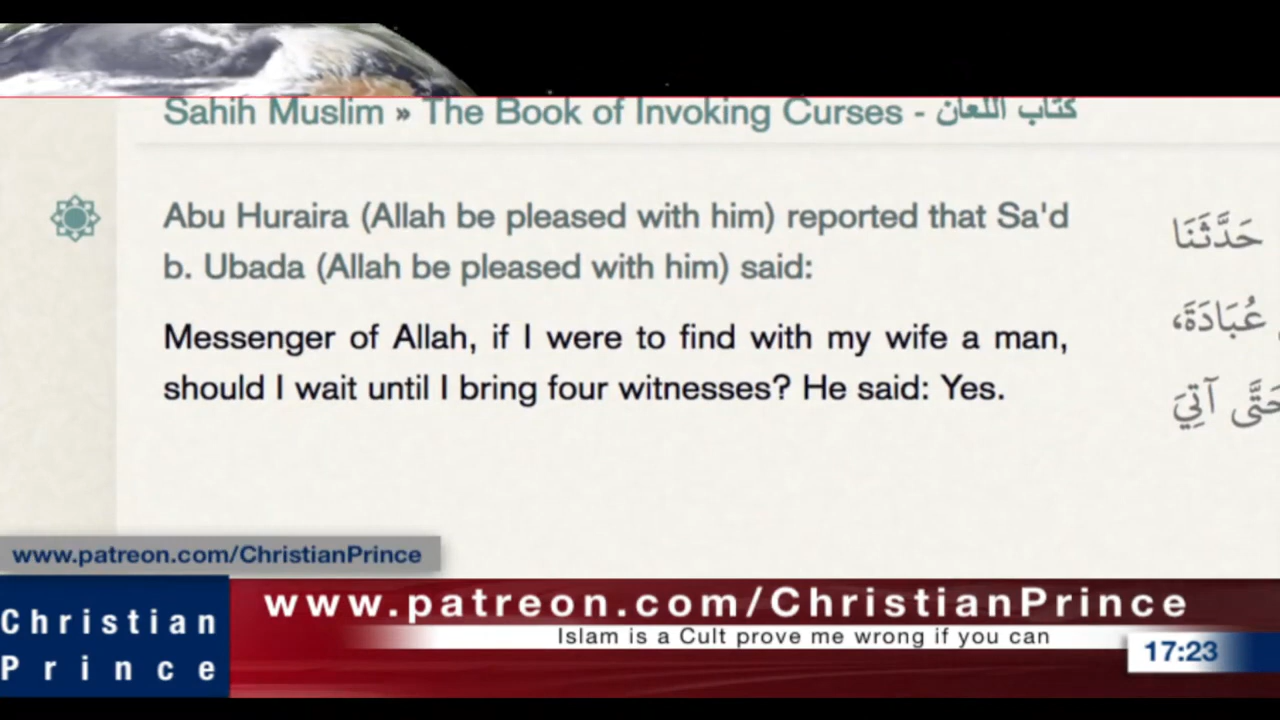 Sahih Muslim » The Book of Invoking Curses - كتاب اللعان
Abu Huraira (Allah be pleased with him) reported that Sa'd
b. Ubada (Allah be pleased with him) said:
حَدَّثَنَا
Messenger of Allah, if I were to find with my wife a man,
عُبَادَةَ،
should I wait until I bring four witnesses? He said: Yes.
حَتَّى آتِيَ
www.patreon.com/ChristianPrince
Christian
Prince
www.patreon.com/ChristianPrince
Islam is a Cult prove me wrong if you can
17:23